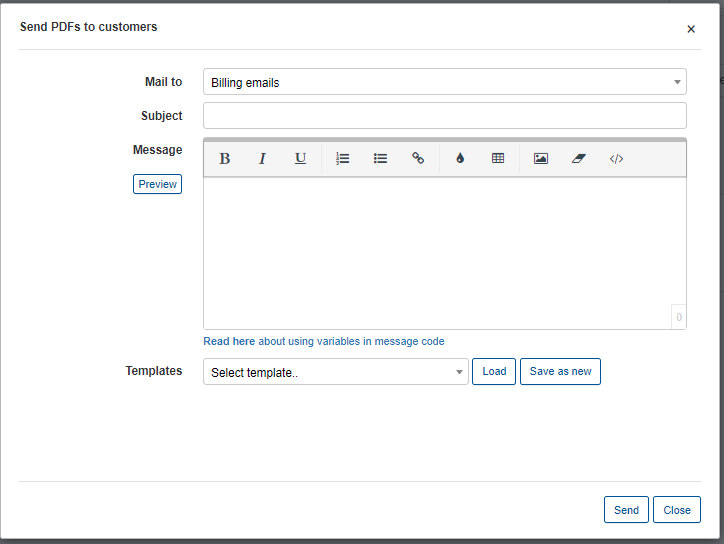 Send PDFs to customers
×
Mail to
Billing emails
Subject
Message
B I U </>
Preview
0
Read here about using variables in message code
Templates
Select template..
Load
Save as new
Send
Close